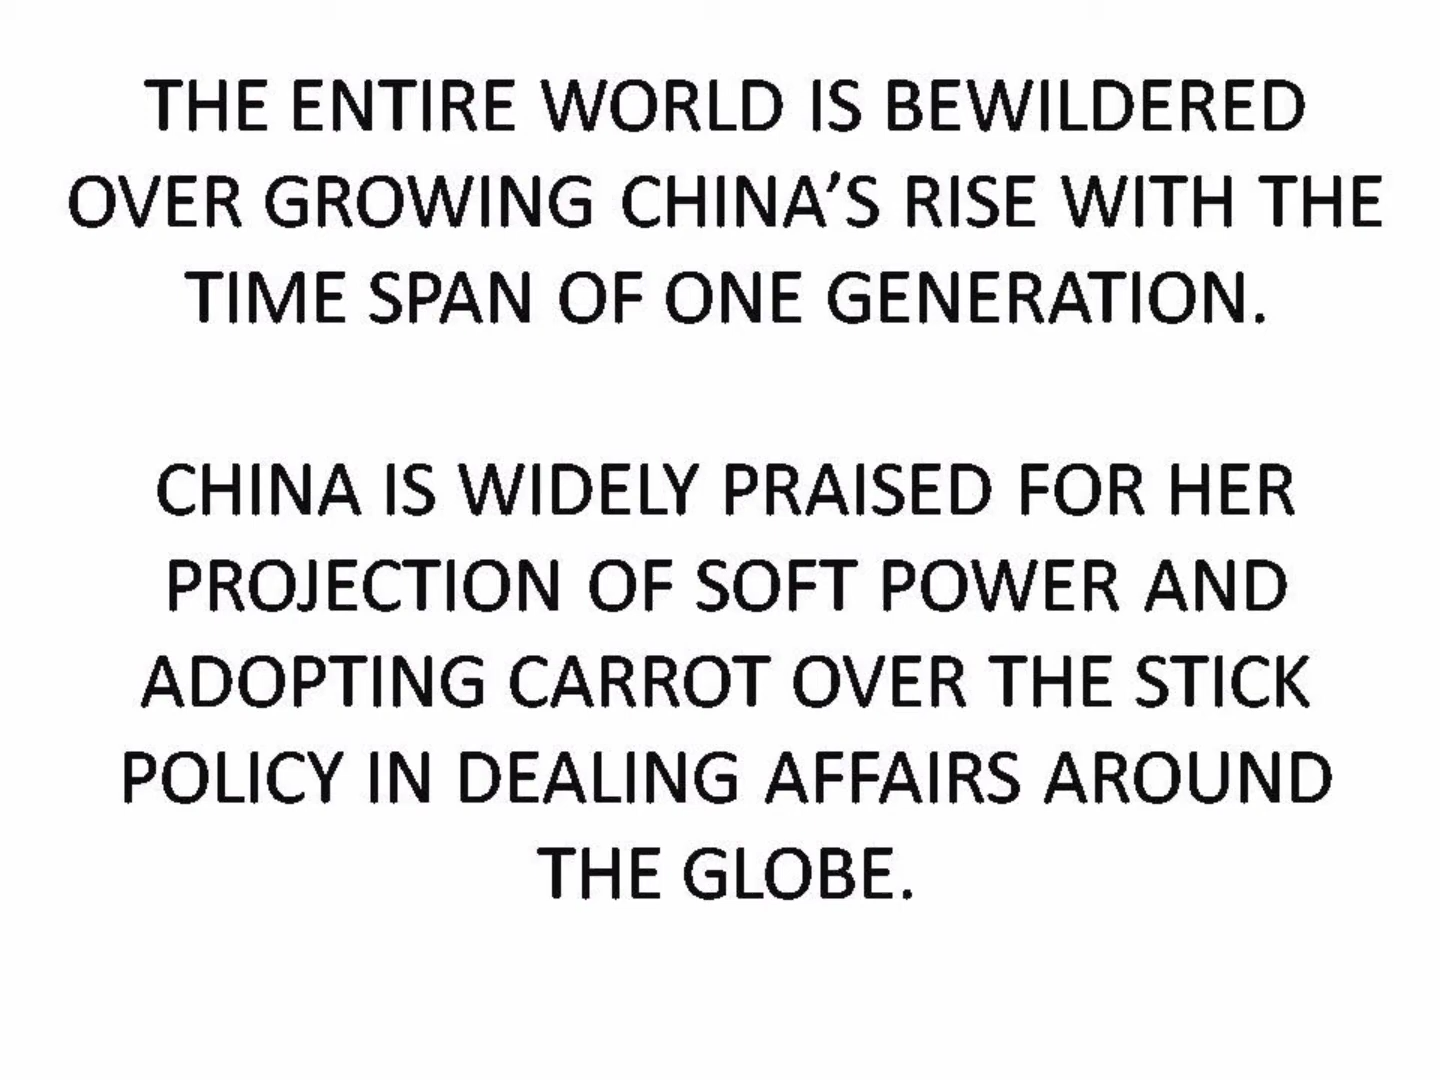 THE ENTIRE WORLD IS BEWILDERED
OVER GROWING CHINA’S RISE WITH THE
TIME SPAN OF ONE GENERATION.
CHINA IS WIDELY PRAISED FOR HER
PROJECTION OF SOFT POWER AND
ADOPTING CARROT OVER THE STICK
POLICY IN DEALING AFFAIRS AROUND
THE GLOBE.